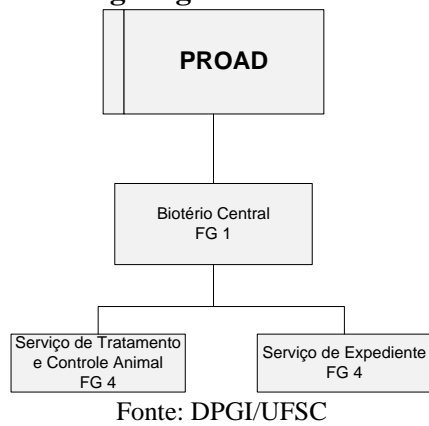 PROAD
Biotério Central
FG 1
Serviço de Tratamento
e Controle Animal
FG 4
Serviço de Expediente
FG 4
Fonte: DPGI/UFSC